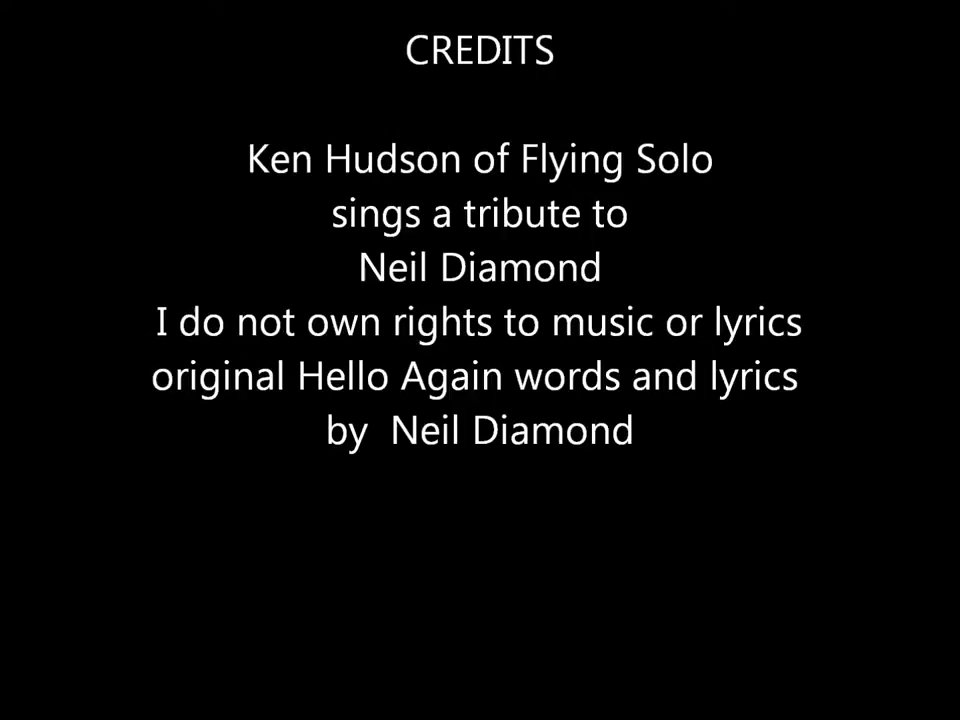 CREDITS
Ken Hudson of Flying Solo
sings a tribute to
Neil Diamond
I do not own rights to music or lyrics
original Hello Again words and lyrics
by  Neil Diamond